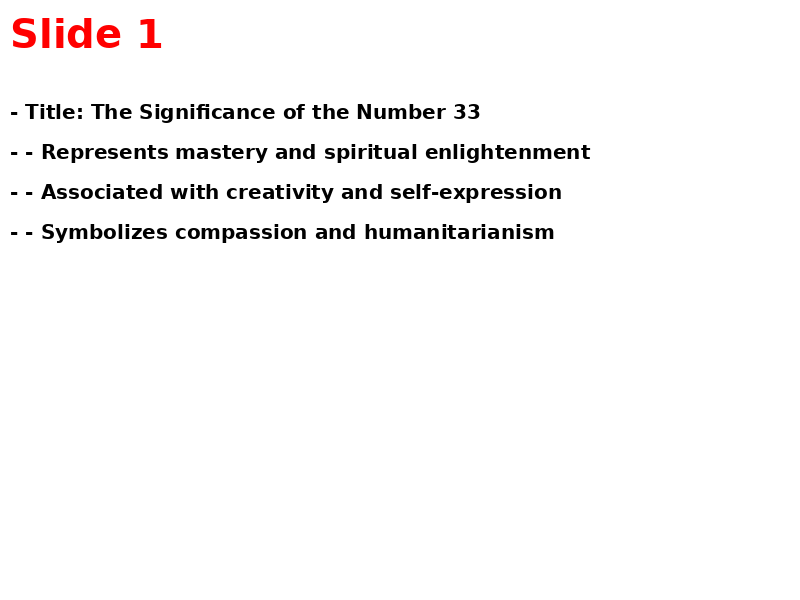 Slide 1
- Title: The Significance of the Number 33
- - Represents mastery and spiritual enlightenment
- - Associated with creativity and self-expression
- - Symbolizes compassion and humanitarianism